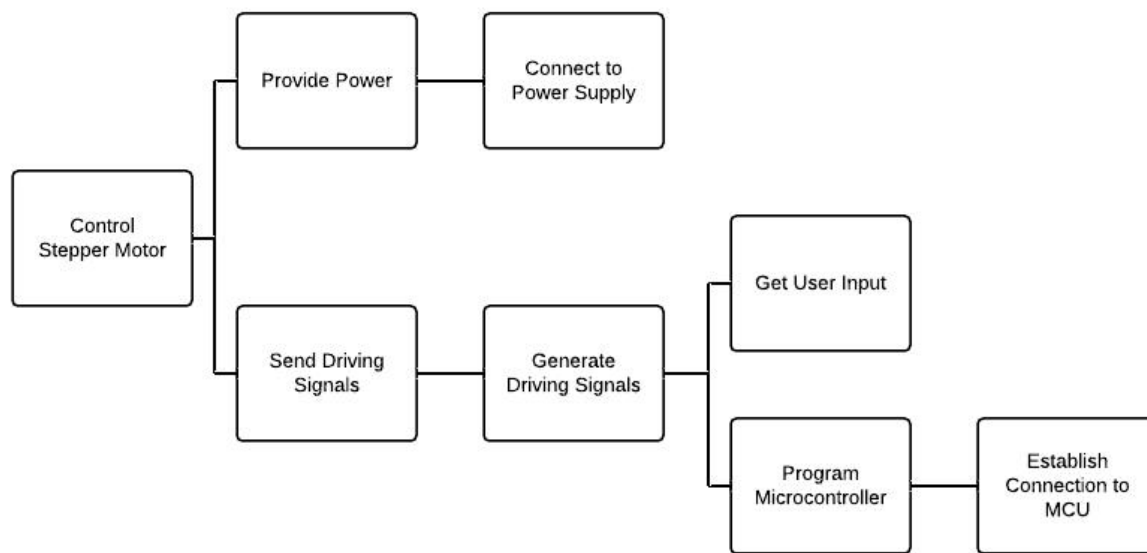 Provide Power
Connect to
Power Supply
Control
Stepper Motor
Get User Input
Send Driving
Signals
Generate
Driving Signals
Program
Microcontroller
Establish
Connection to
MCU